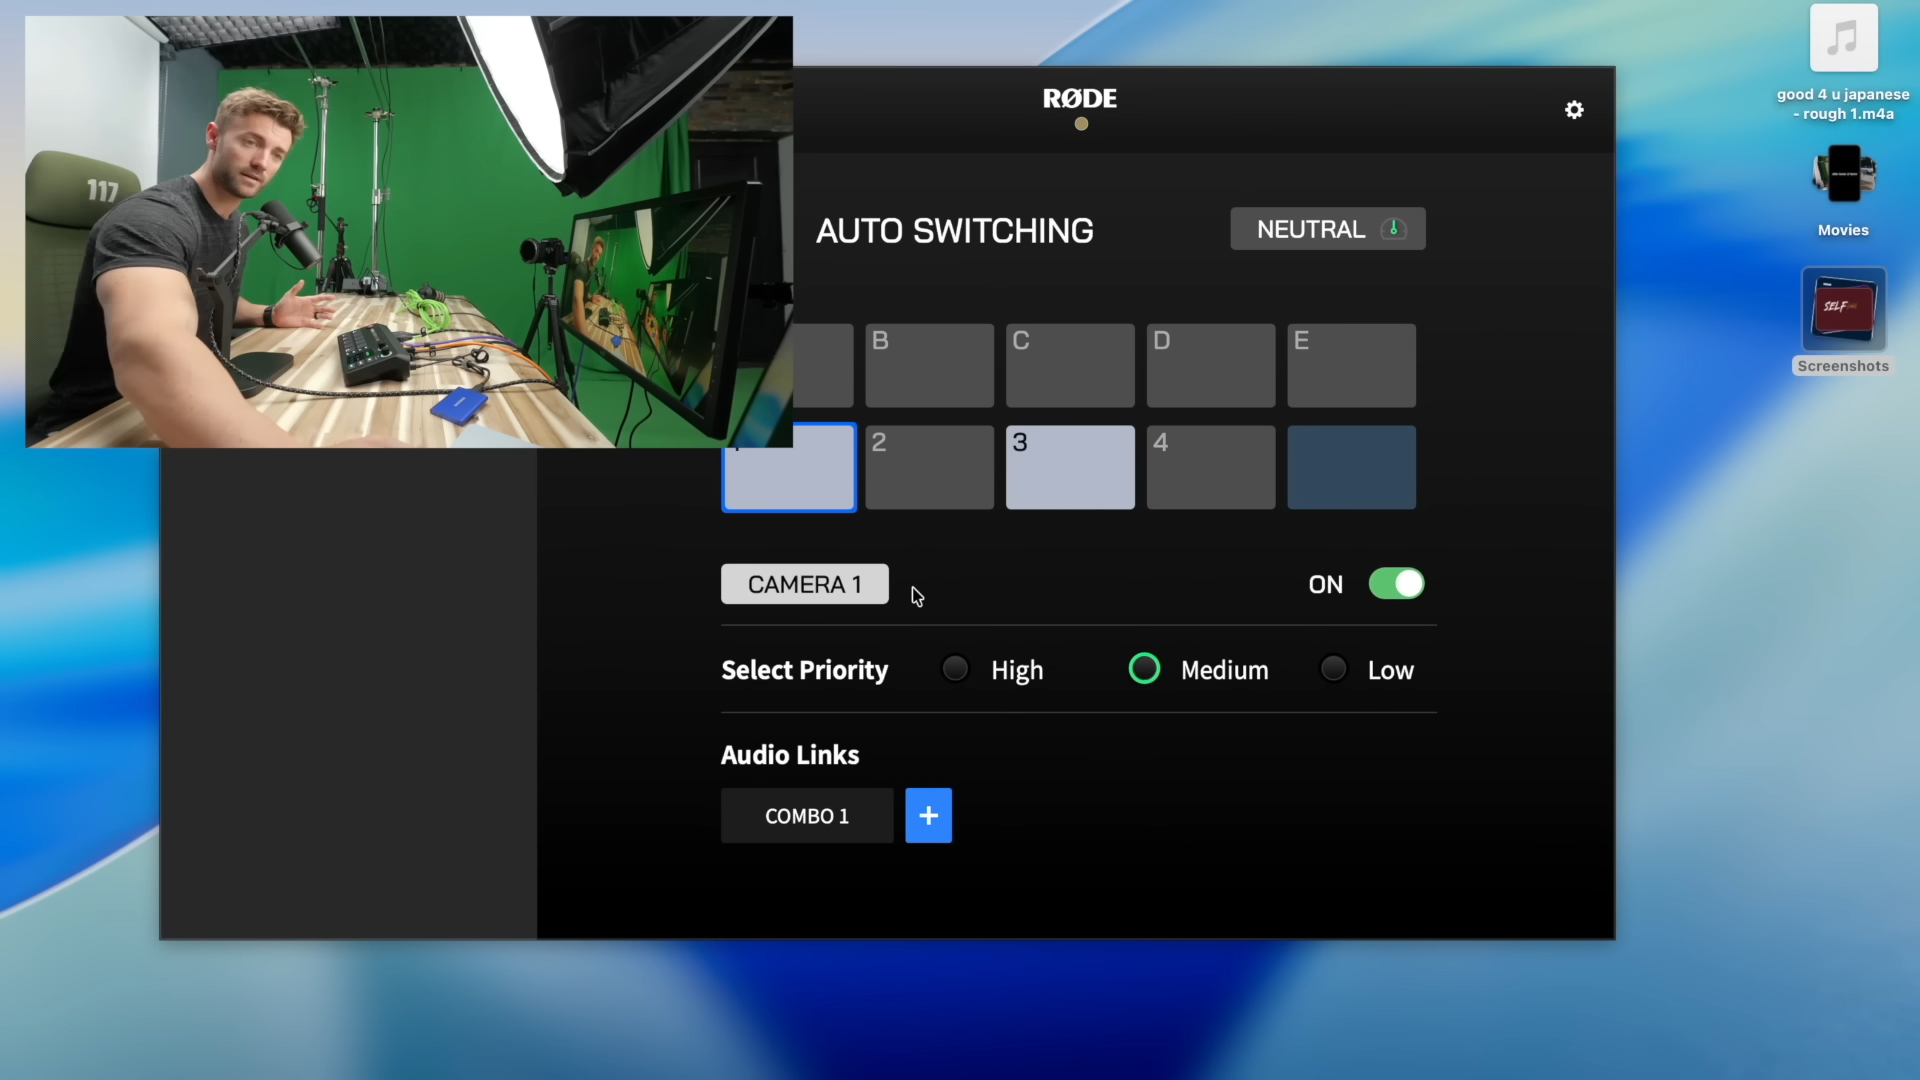 117
RØDE
AUTO SWITCHING
NEUTRAL
B
C
D
E
2
3
4
CAMERA 1
ON
Select Priority
High
Medium
Low
Audio Links
COMBO 1
+
good 4 u japanese
- rough 1.m4a
Movies
SELF
Screenshots